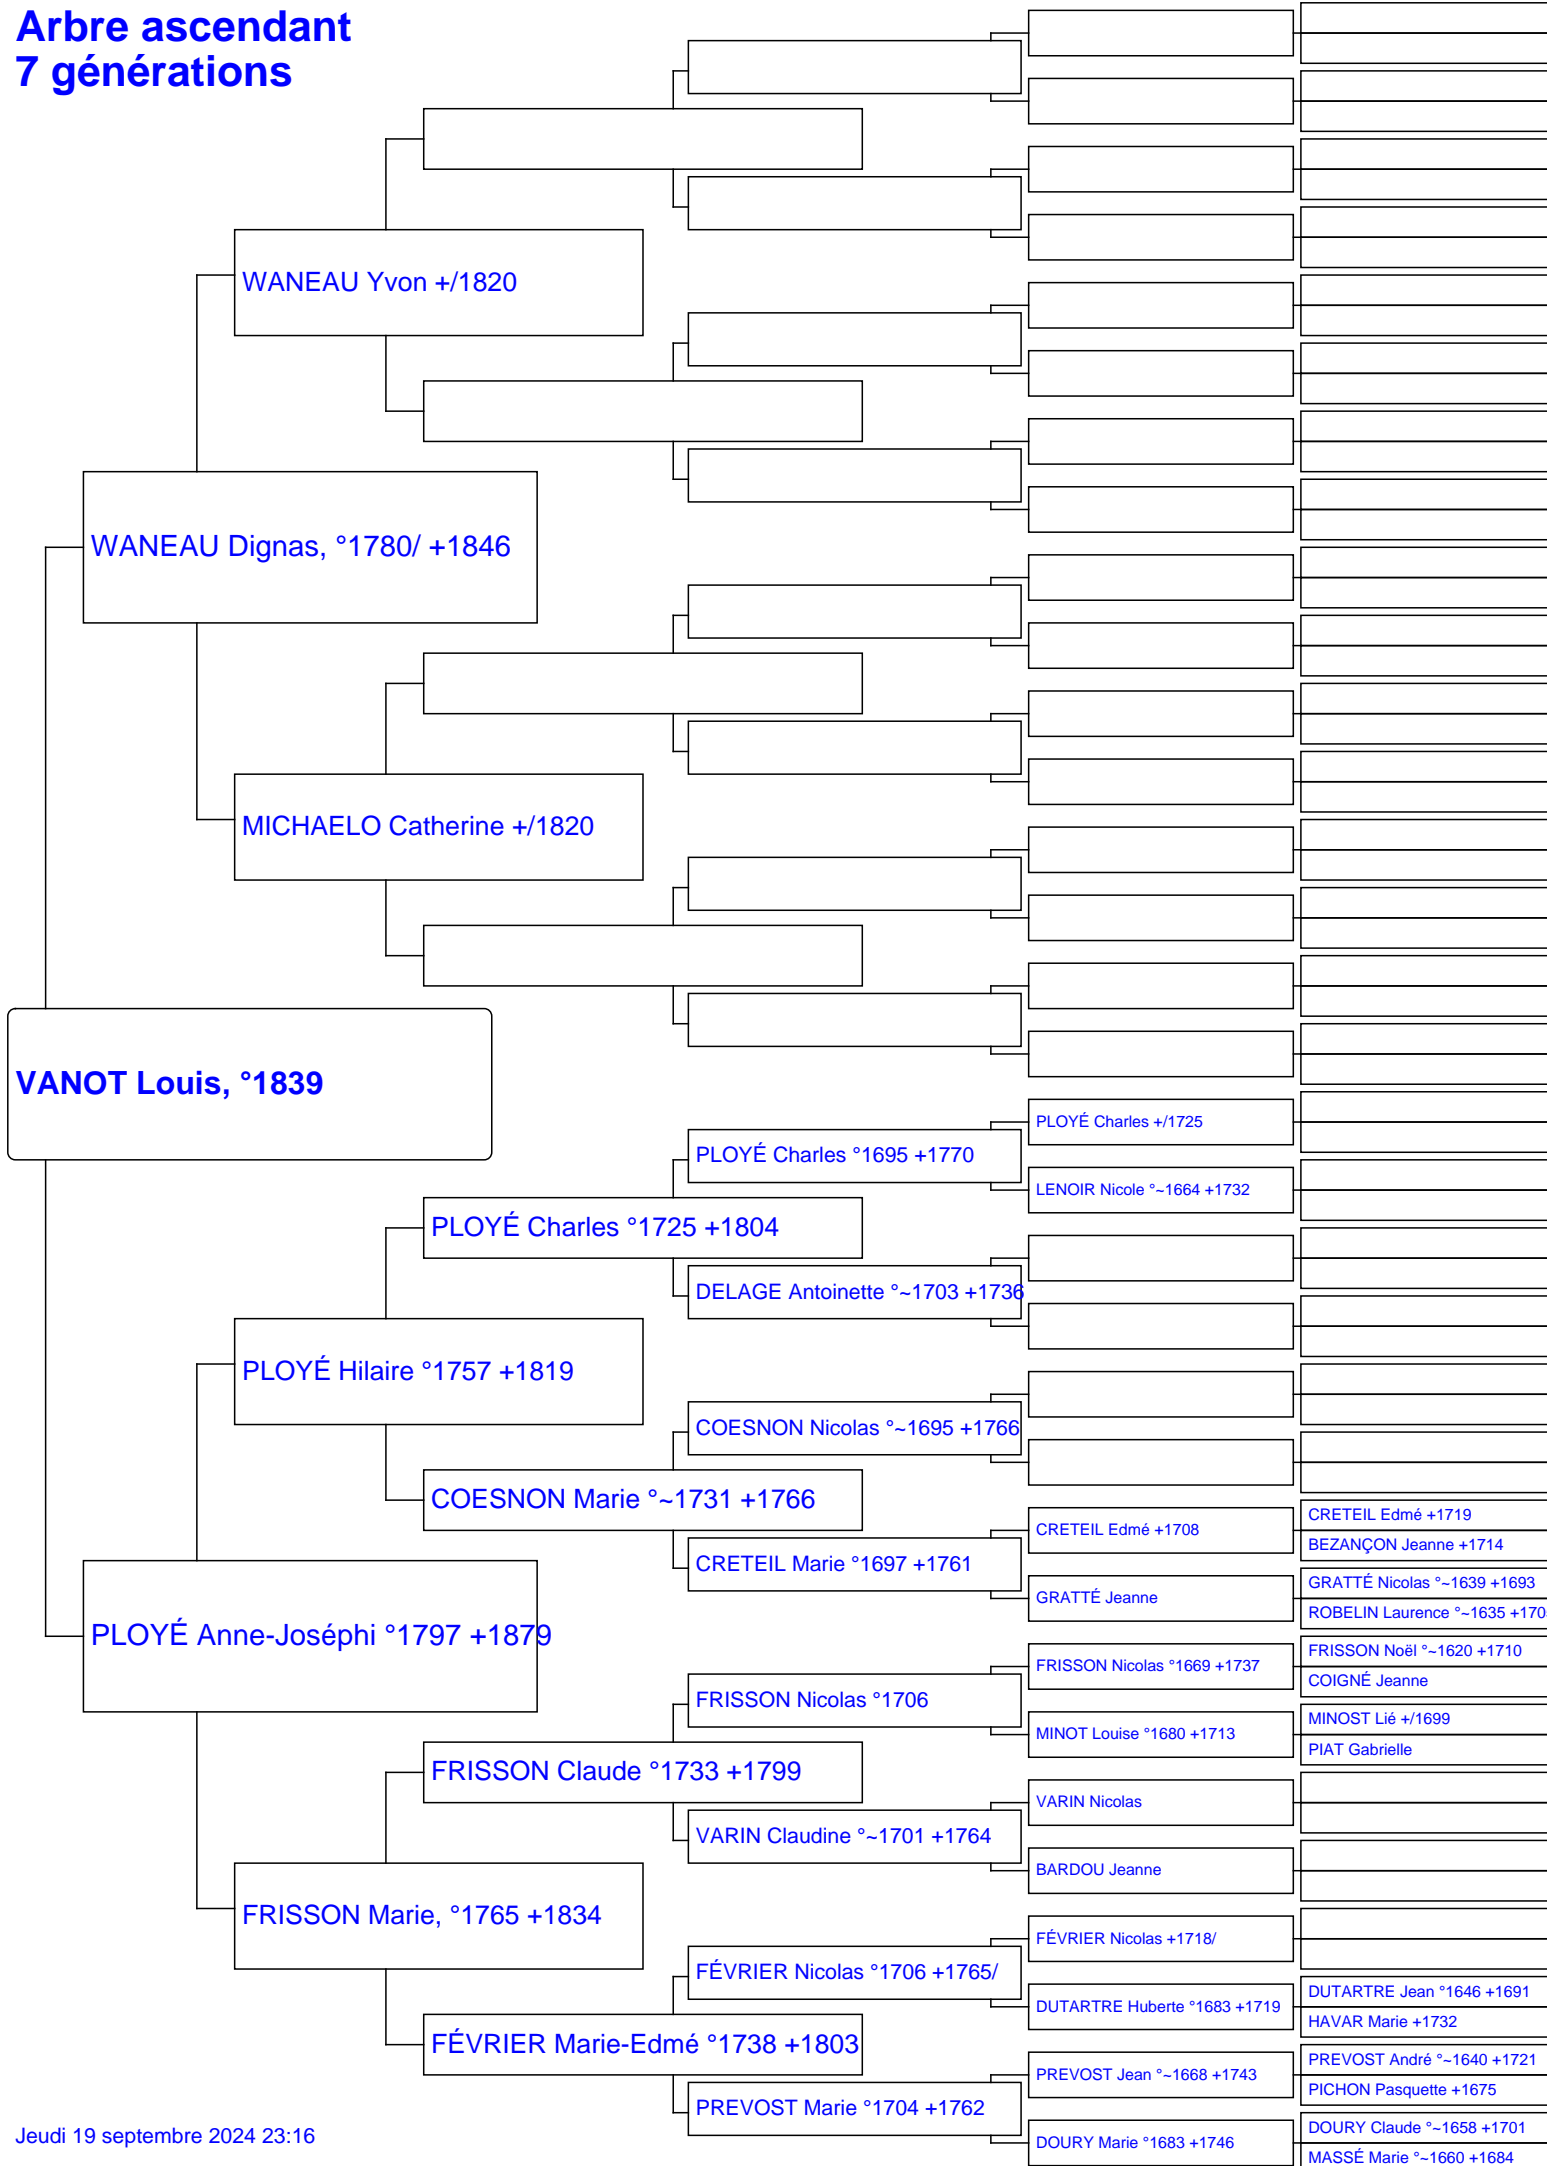 Arbre ascendant
7 générations
WANEAU Yvon +/1820
WANEAU Dignas, °1780/ +1846
MICHAELO Catherine +/1820
VANOT Louis, °1839
PLOYÉ Charles +/1725
PLOYÉ Charles °1695 +1770
LENOIR Nicole °~1664 +1732
PLOYÉ Charles °1725 +1804
DELAGE Antoinette °~1703 +1736
PLOYÉ Hilaire °1757 +1819
COESNON Nicolas °~1695 +1766
COESNON Marie °~1731 +1766
CRETEIL Edmé +1719
CRETEIL Edmé +1708
BEZANÇON Jeanne +1714
CRETEIL Marie °1697 +1761
GRATTÉ Nicolas °~1639 +1693
GRATTÉ Jeanne
ROBELIN Laurence °~1635 +170
PLOYÉ Anne-Joséphi °1797 +1879
FRISSON Noël °~1620 +1710
FRISSON Nicolas °1669 +1737
COIGNÉ Jeanne
FRISSON Nicolas °1706
MINOST Lié +/1699
MINOT Louise °1680 +1713
PIAT Gabrielle
FRISSON Claude °1733 +1799
VARIN Nicolas
VARIN Claudine °~1701 +1764
BARDOU Jeanne
FRISSON Marie, °1765 +1834
FÉVRIER Nicolas +1718/
FÉVRIER Nicolas °1706 +1765/
DUTARTRE Jean °1646 +1691
DUTARTRE Huberte °1683 +1719
HAVAR Marie +1732
FÉVRIER Marie-Edmé °1738 +1803
PREVOST André °~1640 +1721
PREVOST Jean °~1668 +1743
PICHON Pasquette +1675
PREVOST Marie °1704 +1762
DOURY Claude °~1658 +1701
DOURY Marie °1683 +1746
MASSÉ Marie °~1660 +1684
Jeudi 19 septembre 2024 23:16